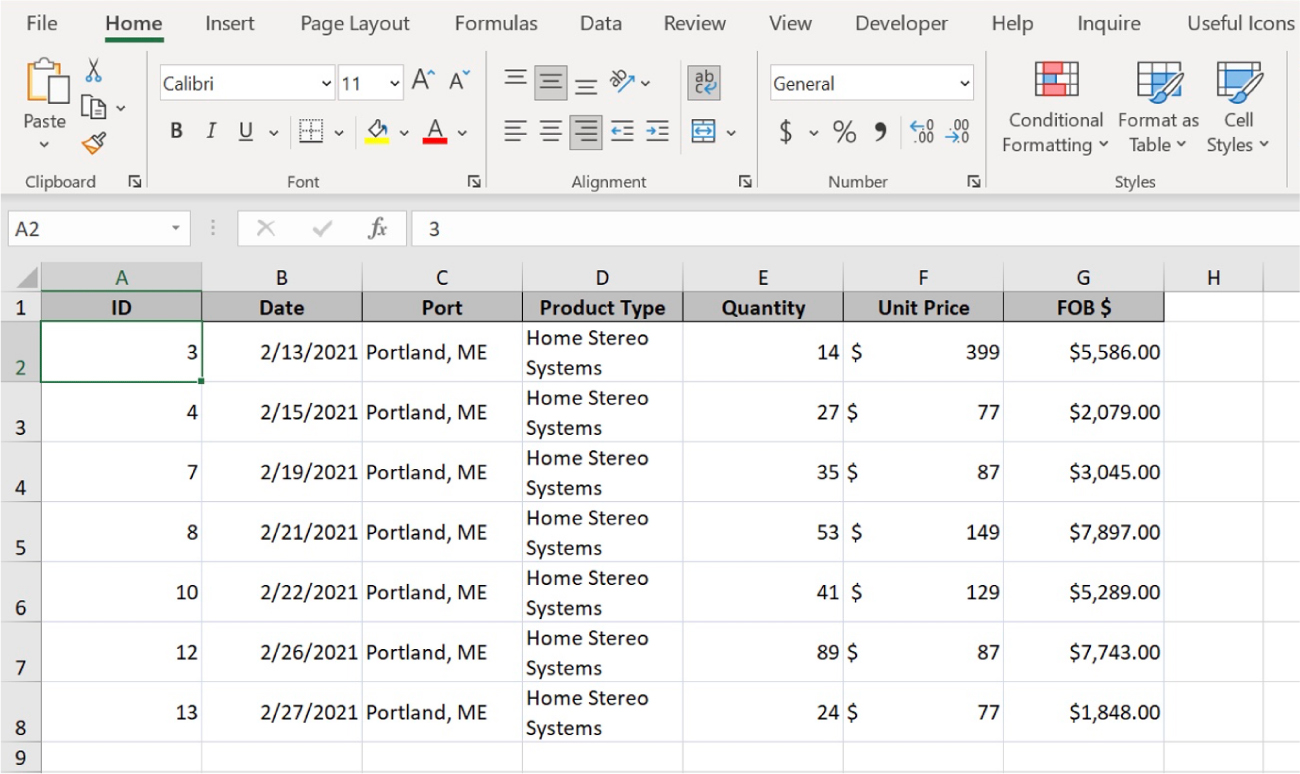 File Home Insert Page Layout Formulas Data Review View Developer Help Inquire Useful Icons
Calibri 11 A^ Aˇ ab General
Paste B I U A $ % , Conditional Format as Cell
Formatting Table Styles
Clipboard Font Alignment Number Styles
A2 fx 3
A B C D E F G H
1 ID Date Port Product Type Quantity Unit Price FOB $
2 3 2/13/2021 Portland, ME Home Stereo Systems 14 $ 399 $5,586.00
3 4 2/15/2021 Portland, ME Home Stereo Systems 27 $ 77 $2,079.00
4 7 2/19/2021 Portland, ME Home Stereo Systems 35 $ 87 $3,045.00
5 8 2/21/2021 Portland, ME Home Stereo Systems 53 $ 149 $7,897.00
6 10 2/22/2021 Portland, ME Home Stereo Systems 41 $ 129 $5,289.00
7 12 2/26/2021 Portland, ME Home Stereo Systems 89 $ 87 $7,743.00
8 13 2/27/2021 Portland, ME Home Stereo Systems 24 $ 77 $1,848.00
9